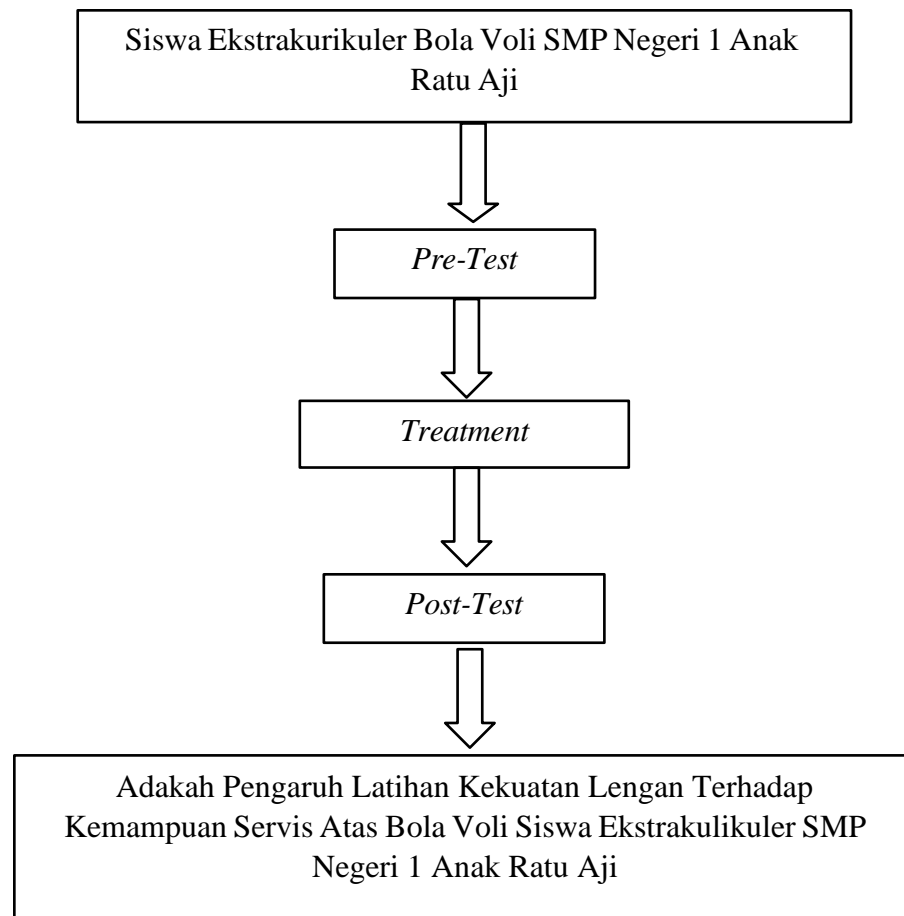 Siswa Ekstrakurikuler Bola Voli SMP Negeri 1 Anak
Ratu Aji
Pre-Test
Treatment
Post-Test
Adakah Pengaruh Latihan Kekuatan Lengan Terhadap
Kemampuan Servis Atas Bola Voli Siswa Ekstrakulikuler SMP
Negeri 1 Anak Ratu Aji